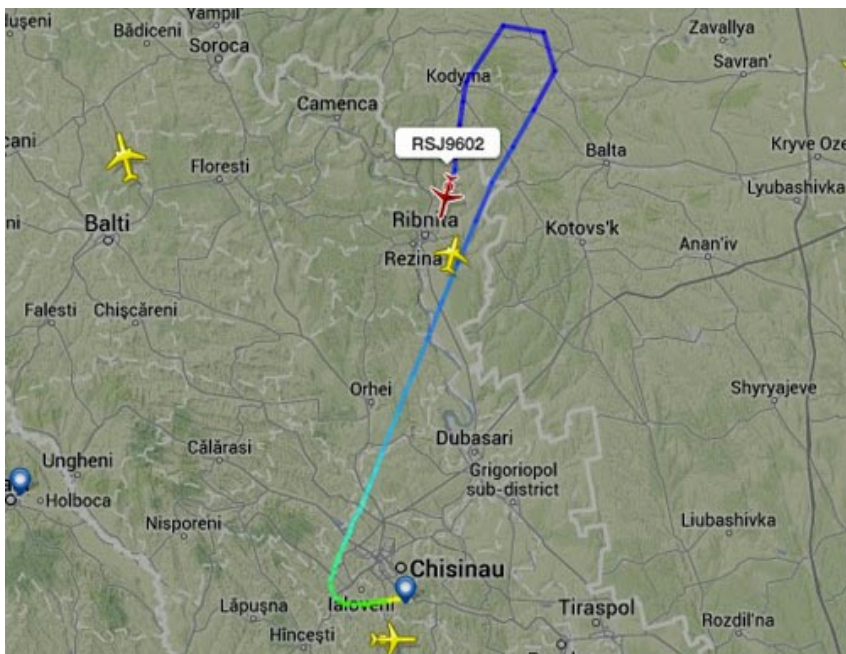 Yampil'
Zavallya
Bădiceni
Soroca
Savran'
Kodyma
Camenca
RSJ9602
Kryve Oze
Floresti
Balta
Lyubashivka
Balti
Ribnita
Kotovs'k
Anan'iv
Rezina
Falesti
Chişcăreni
Orhei
Shyryajeve
Dubasari
Călărasi
Ungheni
Grigoriopol
sub-district
Holboca
Nisporeni
Liubashivka
Chisinau
Ialoveni
Lăpuşna
Tiraspol
Rozdil'na
Hînceşti